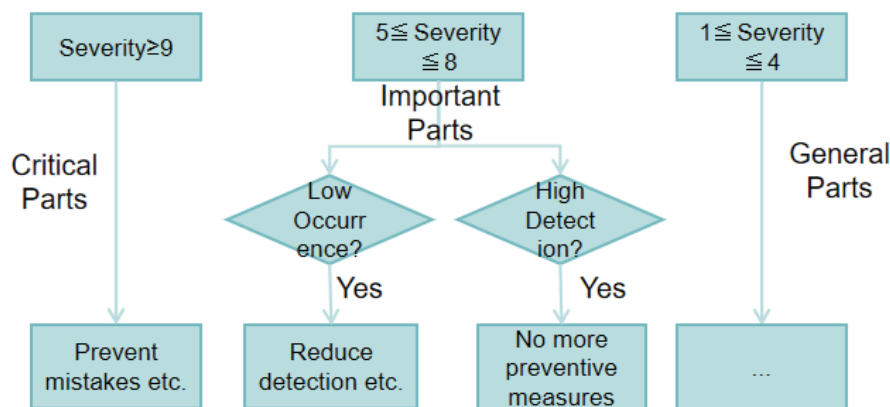 Severity≥9
5≦ Severity
≦ 8
1≦ Severity
≦ 4
Important
Parts
Critical
Parts
General
Parts
Low
Occurr
ence?
High
Detect
ion?
Yes
Yes
Prevent
mistakes etc.
Reduce
detection etc.
No more
preventive
measures
...